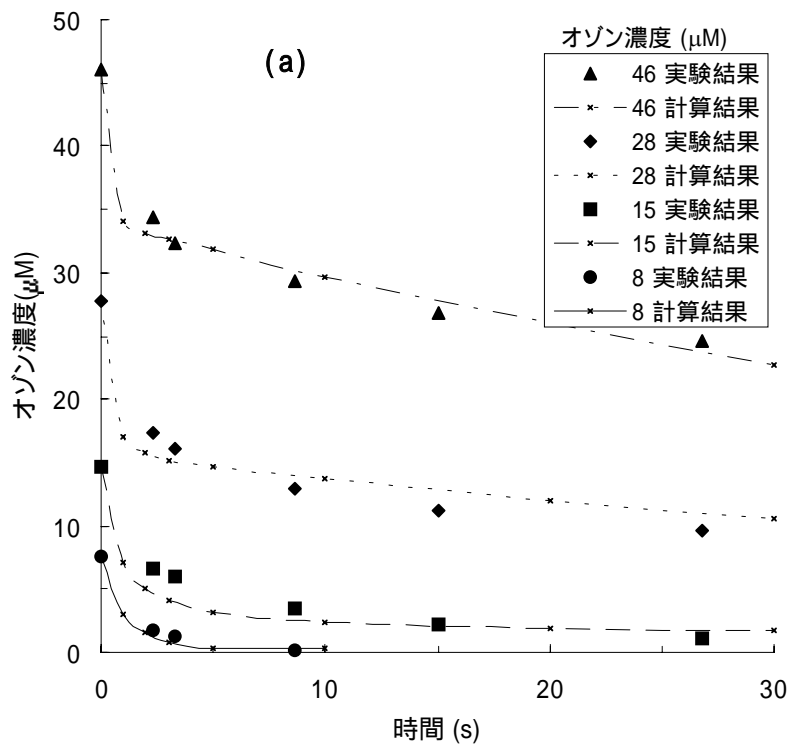 50
40
30
20
10
0
オゾン濃度(μM)
(a)
オゾン濃度 (μM)
46 実験結果
46 計算結果
28 実験結果
28 計算結果
15 実験結果
15 計算結果
8 実験結果
8 計算結果
0 10 20 30
時間 (s)